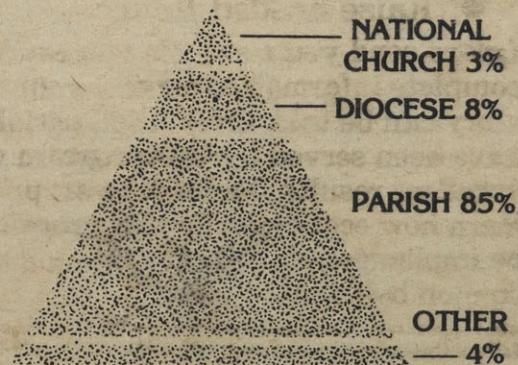 NATIONAL
CHURCH 3%
DIOCESE 8%
PARISH 85%
OTHER
4%